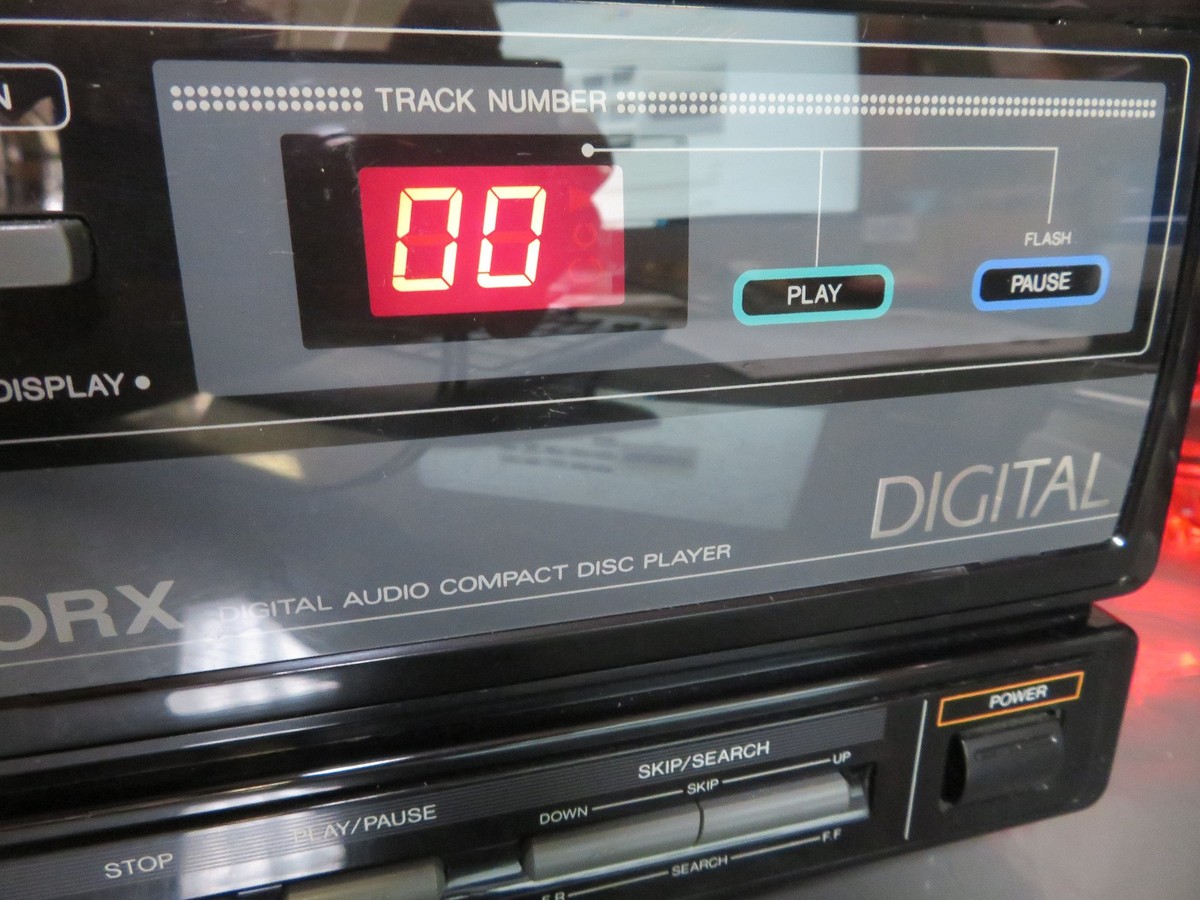 N
TRACK NUMBER
00
FLASH
PLAY
PAUSE
DISPLAY
DIGITAL
ORX
DIGITAL AUDIO COMPACT DISC PLAYER
POWER
SKIP/SEARCH
UP
SKIP
DOWN
PLAY/PAUSE
STOP
F.F
SEARCH
F.R